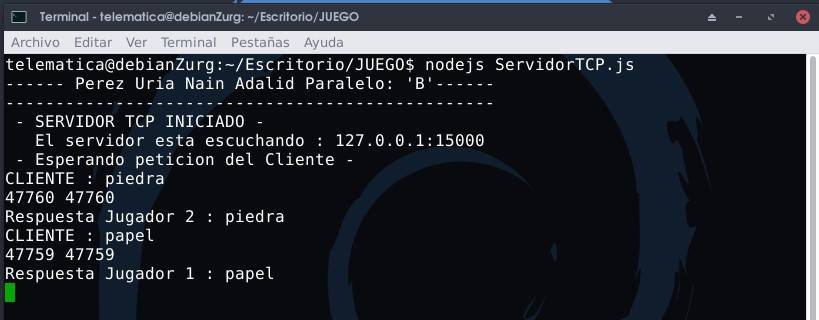 Terminal - telematica@debianZurg: ~/Escritorio/JUEGO
Archivo Editar Ver Terminal Pestañas Ayuda
telematica@debianZurg:~/Escritorio/JUEGO$ nodejs ServidorTCP.js
------ Perez Uria Nain Adalid Paralelo: 'B'------
-------------------------------------------------
- SERVIDOR TCP INICIADO -
El servidor esta escuchando : 127.0.0.1:15000
- Esperando peticion del Cliente -
CLIENTE : piedra
47760 47760
Respuesta Jugador 2 : piedra
CLIENTE : papel
47759 47759
Respuesta Jugador 1 : papel